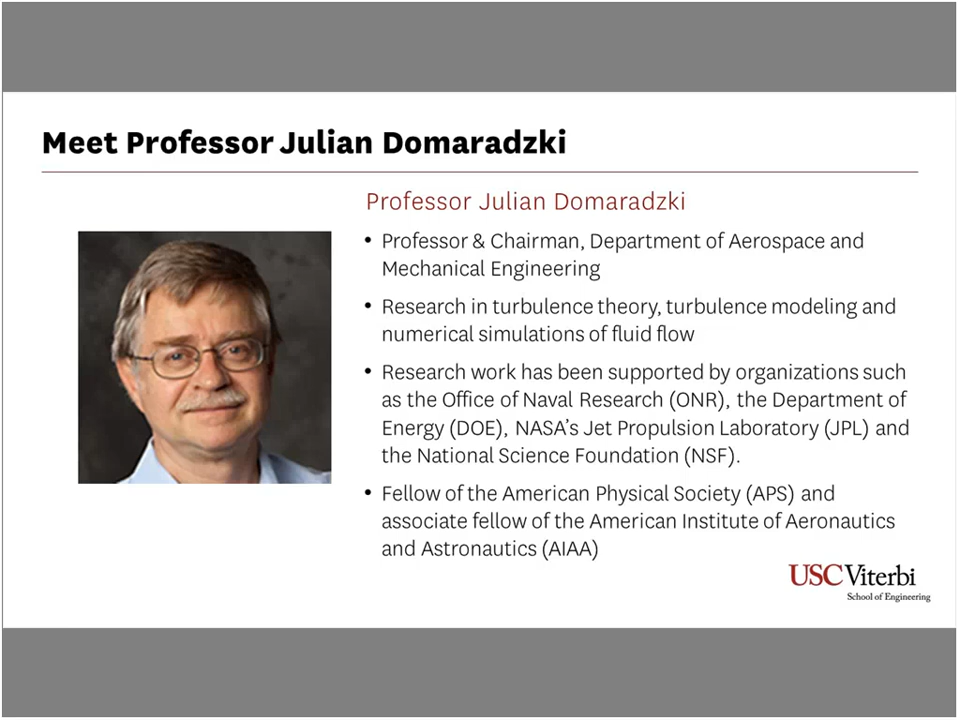 Meet Professor Julian Domaradzki
Professor Julian Domaradzki
• Professor & Chairman, Department of Aerospace and
Mechanical Engineering
• Research in turbulence theory, turbulence modeling and
numerical simulations of fluid flow
• Research work has been supported by organizations such
as the Office of Naval Research (ONR), the Department of
Energy (DOE), NASA’s Jet Propulsion Laboratory (JPL) and
the National Science Foundation (NSF).
• Fellow of the American Physical Society (APS) and
associate fellow of the American Institute of Aeronautics
and Astronautics (AIAA)
USC Viterbi
School of Engineering